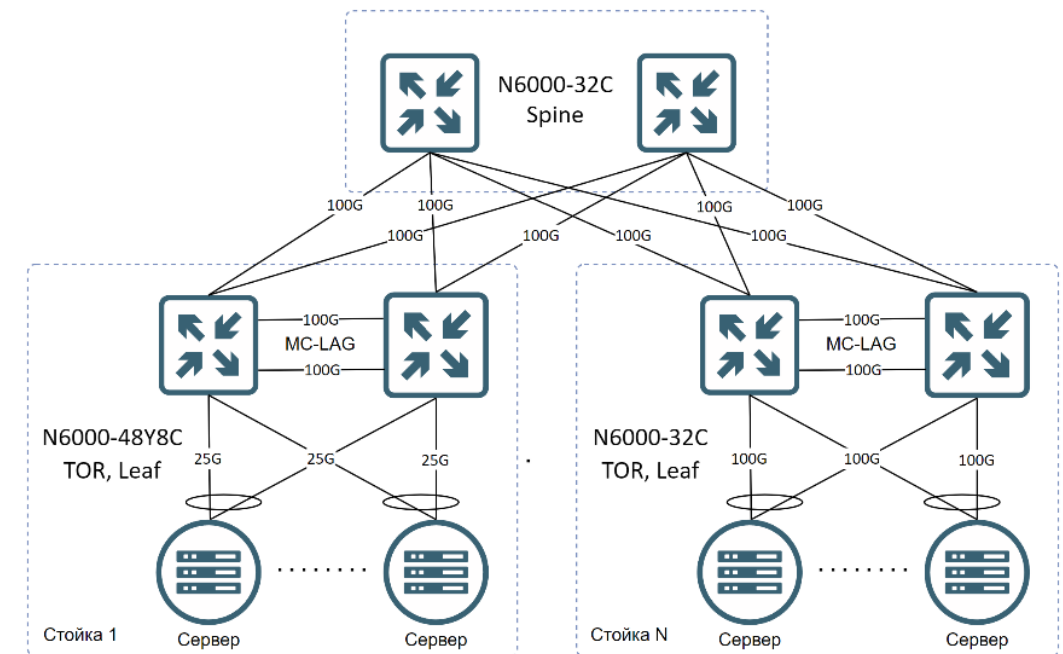 N6000-32C
Spine
100G
100G
100G
100G
100G
100G
100G
100G
100G
MC-LAG
100G
100G
MC-LAG
100G
N6000-48Y8C
TOR, Leaf
25G
25G
25G
N6000-32C
TOR, Leaf
100G
100G
100G
Стойка 1
Сервер
Сервер
Стойка N
Сервер
Сервер